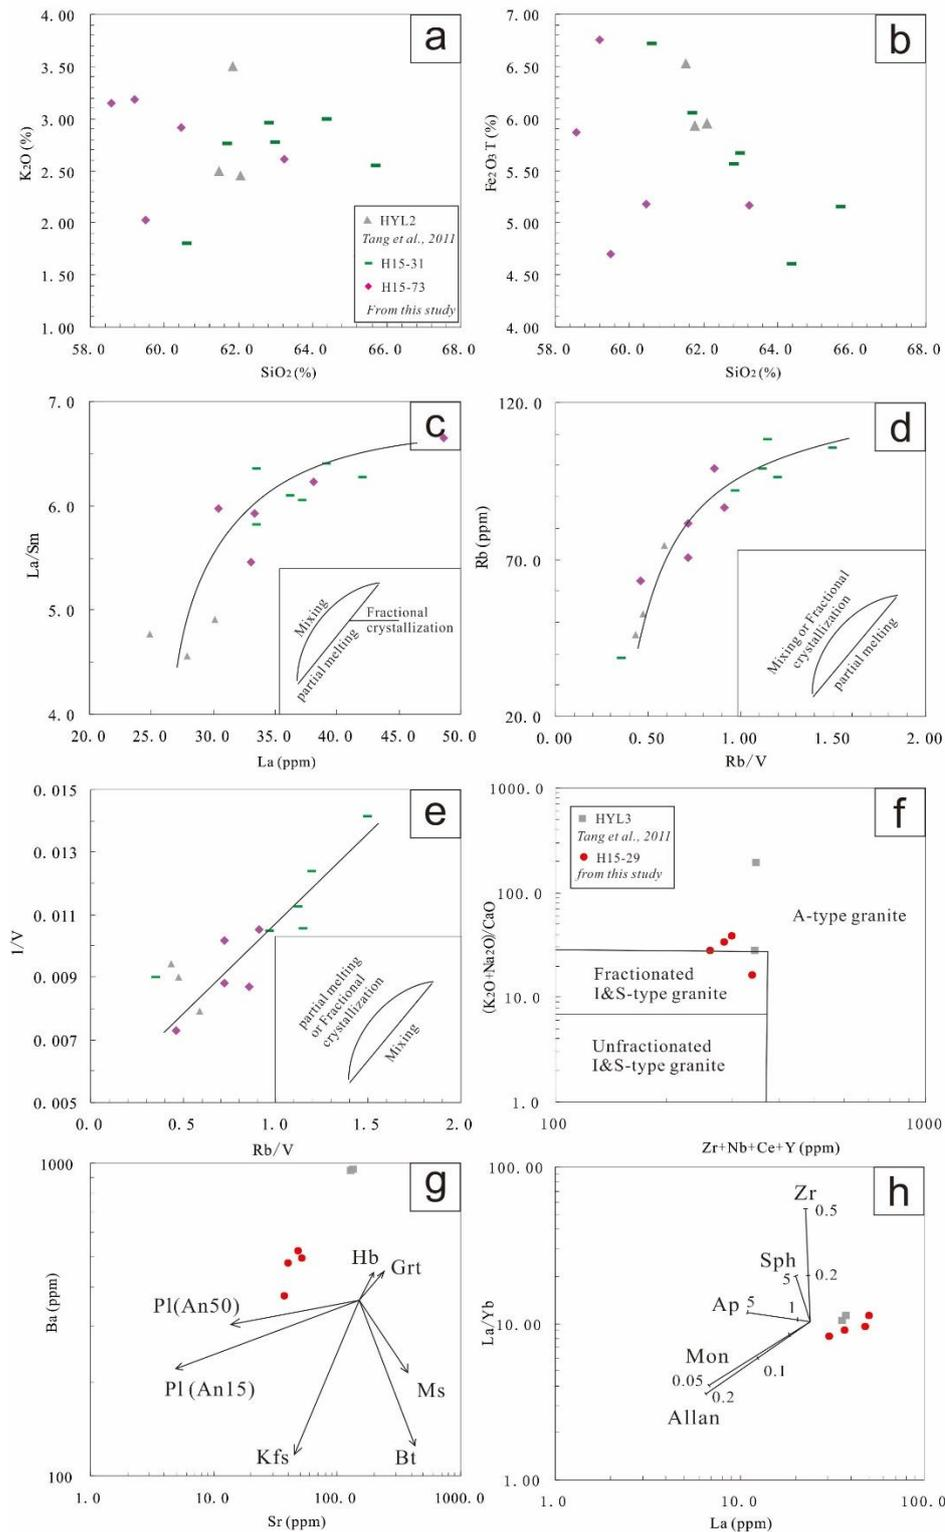 a
4.00
3.50
3.00
2.50
2.00
1.50
1.00
K2O (%)
58.0 60.0 62.0 64.0 66.0 68.0
SiO2(%)
HYL2
Tang et al., 2011
H15-31
H15-73
From this study
b
7.00
6.50
6.00
5.50
5.00
4.50
4.00
Fe2O3T (%)
58.0 60.0 62.0 64.0 66.0 68.0
SiO2(%)
c
7.0
6.0
5.0
4.0
La/Sm
20.0 25.0 30.0 35.0 40.0 45.0 50.0
La (ppm)
Mixing
Fractional
crystallization
partial melting
d
120.0
70.0
20.0
Rb (ppm)
0.00 0.50 1.00 1.50 2.00
Rb/V
Mixing or Fractional
crystallization
partial melting
e
0.015
0.013
0.011
0.009
0.007
0.005
1/V
0.0 0.5 1.0 1.5 2.0
Rb/V
partial melting
or Fractional
crystallization
Mixing
f
1000.0
100.0
10.0
1.0
(K2O+Na2O)/CaO
100 1000
Zr+Nb+Ce+Y (ppm)
HYL3
Tang et al., 2011
H15-29
from this study
A-type granite
Fractionated
I&S-type granite
Unfractionated
I&S-type granite
g
1000
100
Ba (ppm)
1.0 10.0 100.0 1000.0
Sr (ppm)
Hb
Grt
Pl(An50)
Pl (An15)
Ms
Kfs
Bt
h
100.00
10.00
1.00
La/Yb
1.0 10.0 100.0
La (ppm)
Zr
0.5
Sph
5
0.2
Ap
5
1
Mon
0.1
0.05
0.2
Allan